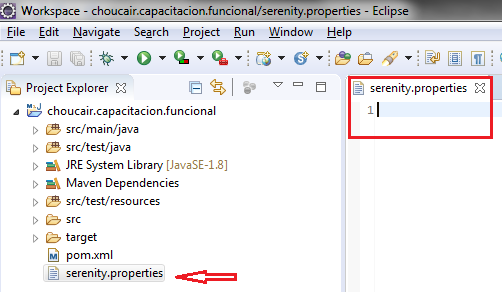 Workspace - choucair.capacitacion.funcional/serenity.properties - Eclipse
File Edit Navigate Search Project Run Window Help
Project Explorer
serenity.properties
1
choucair.capacitacion.funcional
src/main/java
src/test/java
JRE System Library [JavaSE-1.8]
Maven Dependencies
src/test/resources
src
target
pom.xml
serenity.properties